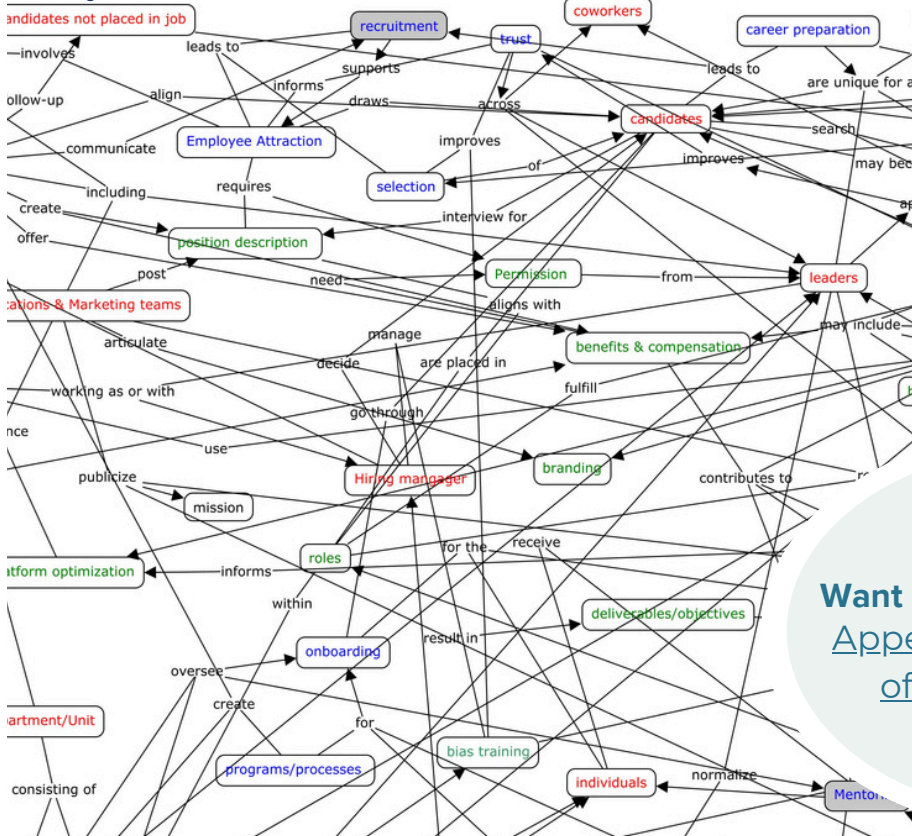 andidates not placed in job
recruitment
coworkers
trust
career preparation
involves
leads to
supports
leads to
are unique for a
informs
ollow-up
align
draws
across
candidates
search
communicate
Employee Attraction
improves
improves
may bec
of
selection
including
requires
create
interview for
ap
offer
position description
post
need
Permission
from
leaders
cations & Marketing teams
aligns with
may include
articulate
manage
benefits & compensation
decide
are placed in
working as or with
fulfill
b
go through
nce
use
publicize
Hiring mangager
branding
contributes to
mission
for the
receive
roles
atform optimization
informs
Want
within
deliverables/objectives
Appe
result in
onboarding
oversee
of
create
artment/Unit
for
bias training
programs/processes
individuals
normalize
consisting of
Mentor